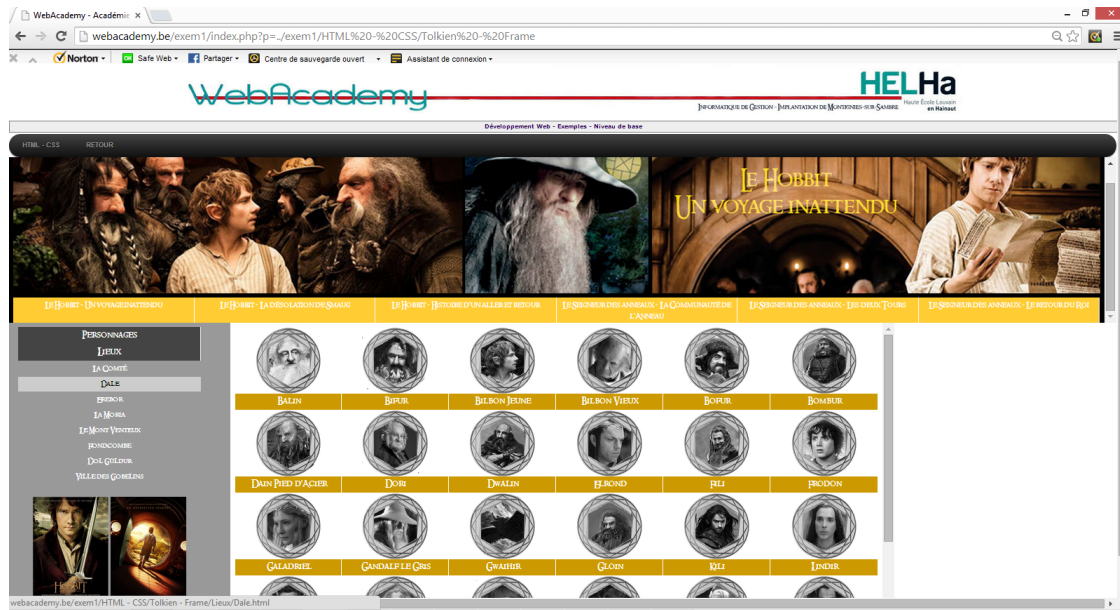 WebAcademy - Académie
webacademy.be/exem1/index.php?p=../exem1/HTML%20-%20CSS/Tolkien%20-%20Frame
Norton
OK Safe Web
Partager
Centre de sauvegarde ouvert
Assistant de connexion
WebAcademy
HELHa
Haute École Louvain
en Hainaut
Informatique de Gestion - Implantation de Montignies-sur-Sambre
Développement Web - Exemples - Niveau de base
HTML - CSS RETOUR
Le Hobbit
Un voyage inattendu
Le Hobbit - Un voyage inattendu
Le Hobbit - La désolation de Smaug
Le Hobbit - Histoire d'un aller et retour
Le Seigneur des anneaux - La Communauté de
l'Anneau
Le Seigneur des anneaux - Les deux Tours
Le Seigneur des anneaux - Le retour du Roi
Personnages
Lieux
La Comté
Dale
Erebor
La Moria
Le Mont Venteux
Fondcombe
Dol Guldur
Ville des Gobelins
Hobbit
Balin Bifur Bilbon Jeune Bilbon Vieux Bofur Bombur
Dain Pied d'Acier Dori Dwalin Elrond Fili Frodon
Galadriel Gandalf le Gris Gwaihir Gloin Kili Lindir
webacademy.be/exem1/HTML - CSS/Tolkien - Frame/Lieux/Dale.html